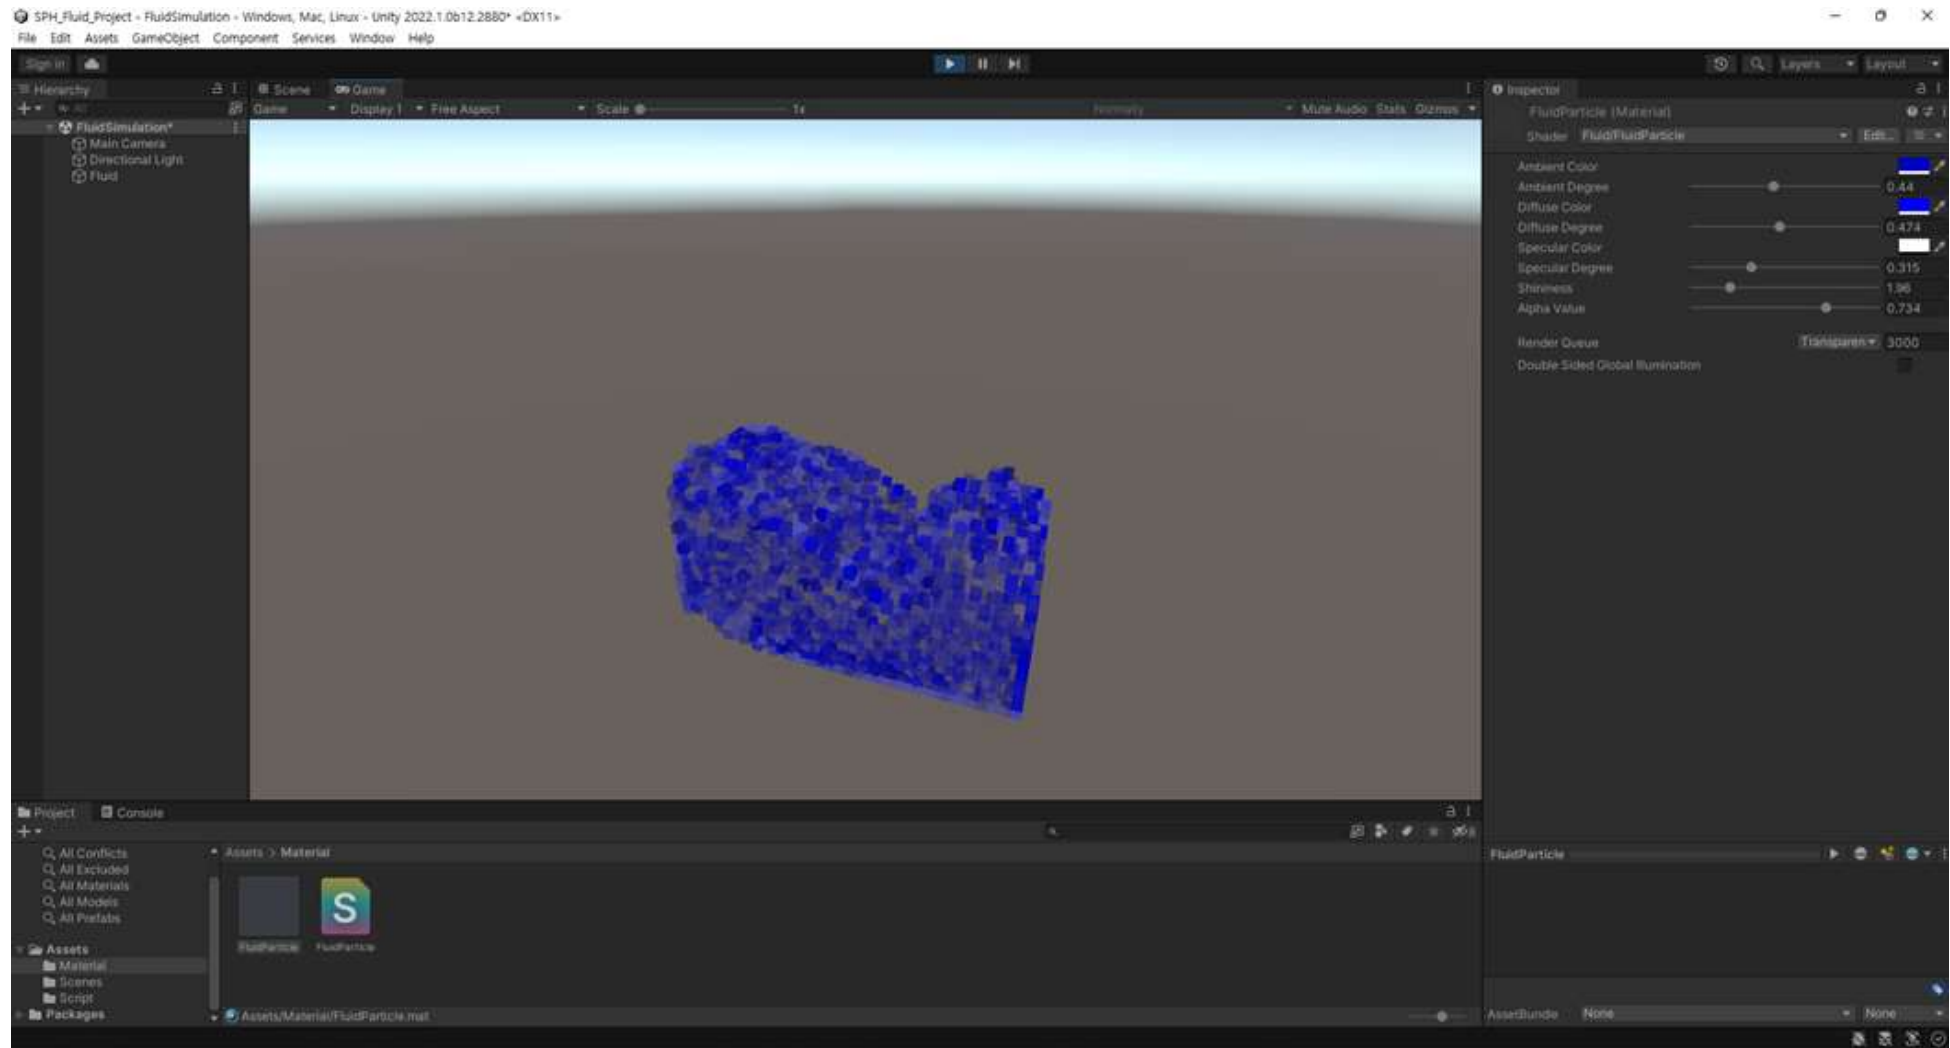 SPH_Fluid_Project - FluidSimulation - Windows, Mac, Linux - Unity 2022.1.0b12.2880* <DX11>
File Edit Assets GameObject Component Services Window Help
Sign in
Layers Layout
Hierarchy
All
FluidSimulation*
Main Camera
Directional Light
Fluid
Scene Game
Game Display 1 Free Aspect Scale 1x Normally Mute Audio Stats Gizmos
Inspector
FluidParticle (Material)
Shader Fluid/FluidParticle Edit...
Ambient Color
Ambient Degree 0.44
Diffuse Color
Diffuse Degree 0.474
Specular Color
Specular Degree 0.315
Shininess 1.96
Alpha Value 0.734
Render Queue Transparen 3000
Double Sided Global Illumination
Project Console
All Conflicts
All Excluded
All Materials
All Models
All Prefabs
Assets
Material
Scenes
Script
Packages
Assets > Material
S
FluidParticle FluidParticle
Assets/Material/FluidParticle.mat
FluidParticle
AssetBundle None None